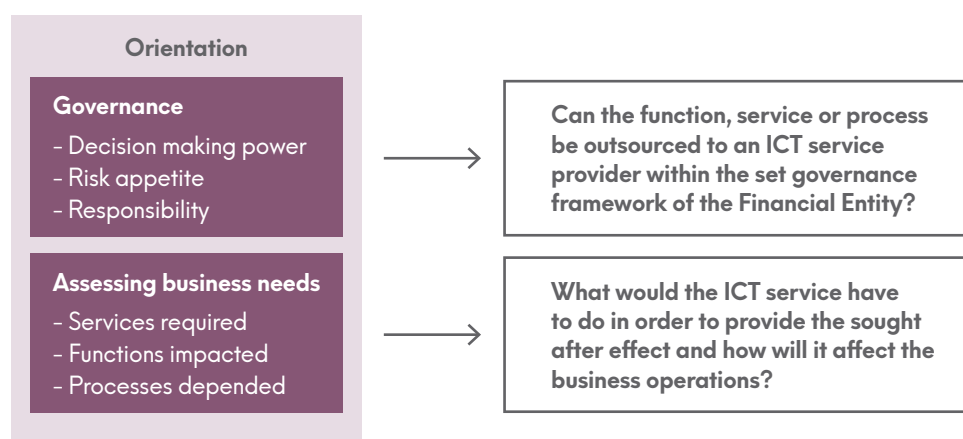 Orientation
Governance
- Decision making power
- Risk appetite
- Responsibility
Can the function, service or process
be outsourced to an ICT service
provider within the set governance
framework of the Financial Entity?
Assessing business needs
- Services required
- Functions impacted
- Processes depended
What would the ICT service have
to do in order to provide the sought
after effect and how will it affect the
business operations?